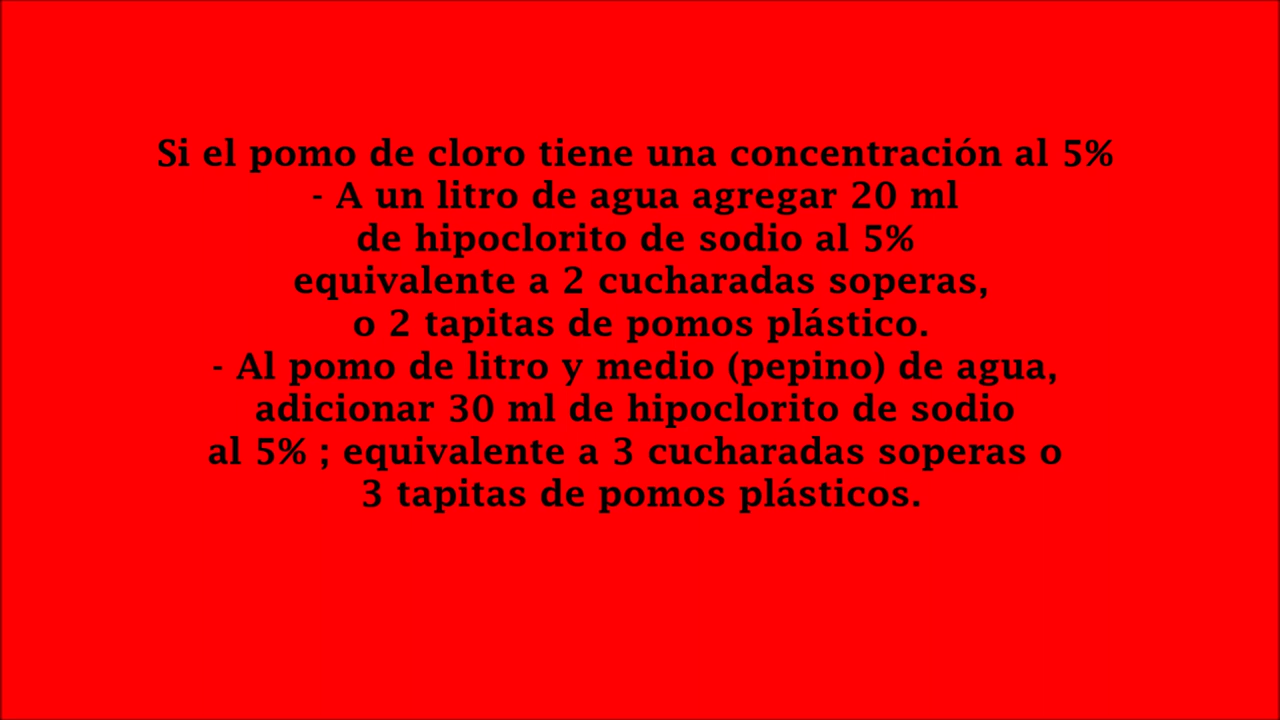 Si el pomo de cloro tiene una concentración al 5%
- A un litro de agua agregar 20 ml
de hipoclorito de sodio al 5%
equivalente a 2 cucharadas soperas,
o 2 tapitas de pomos plástico.
- Al pomo de litro y medio (pepino) de agua,
adicionar 30 ml de hipoclorito de sodio
al 5% ; equivalente a 3 cucharadas soperas o
3 tapitas de pomos plásticos.